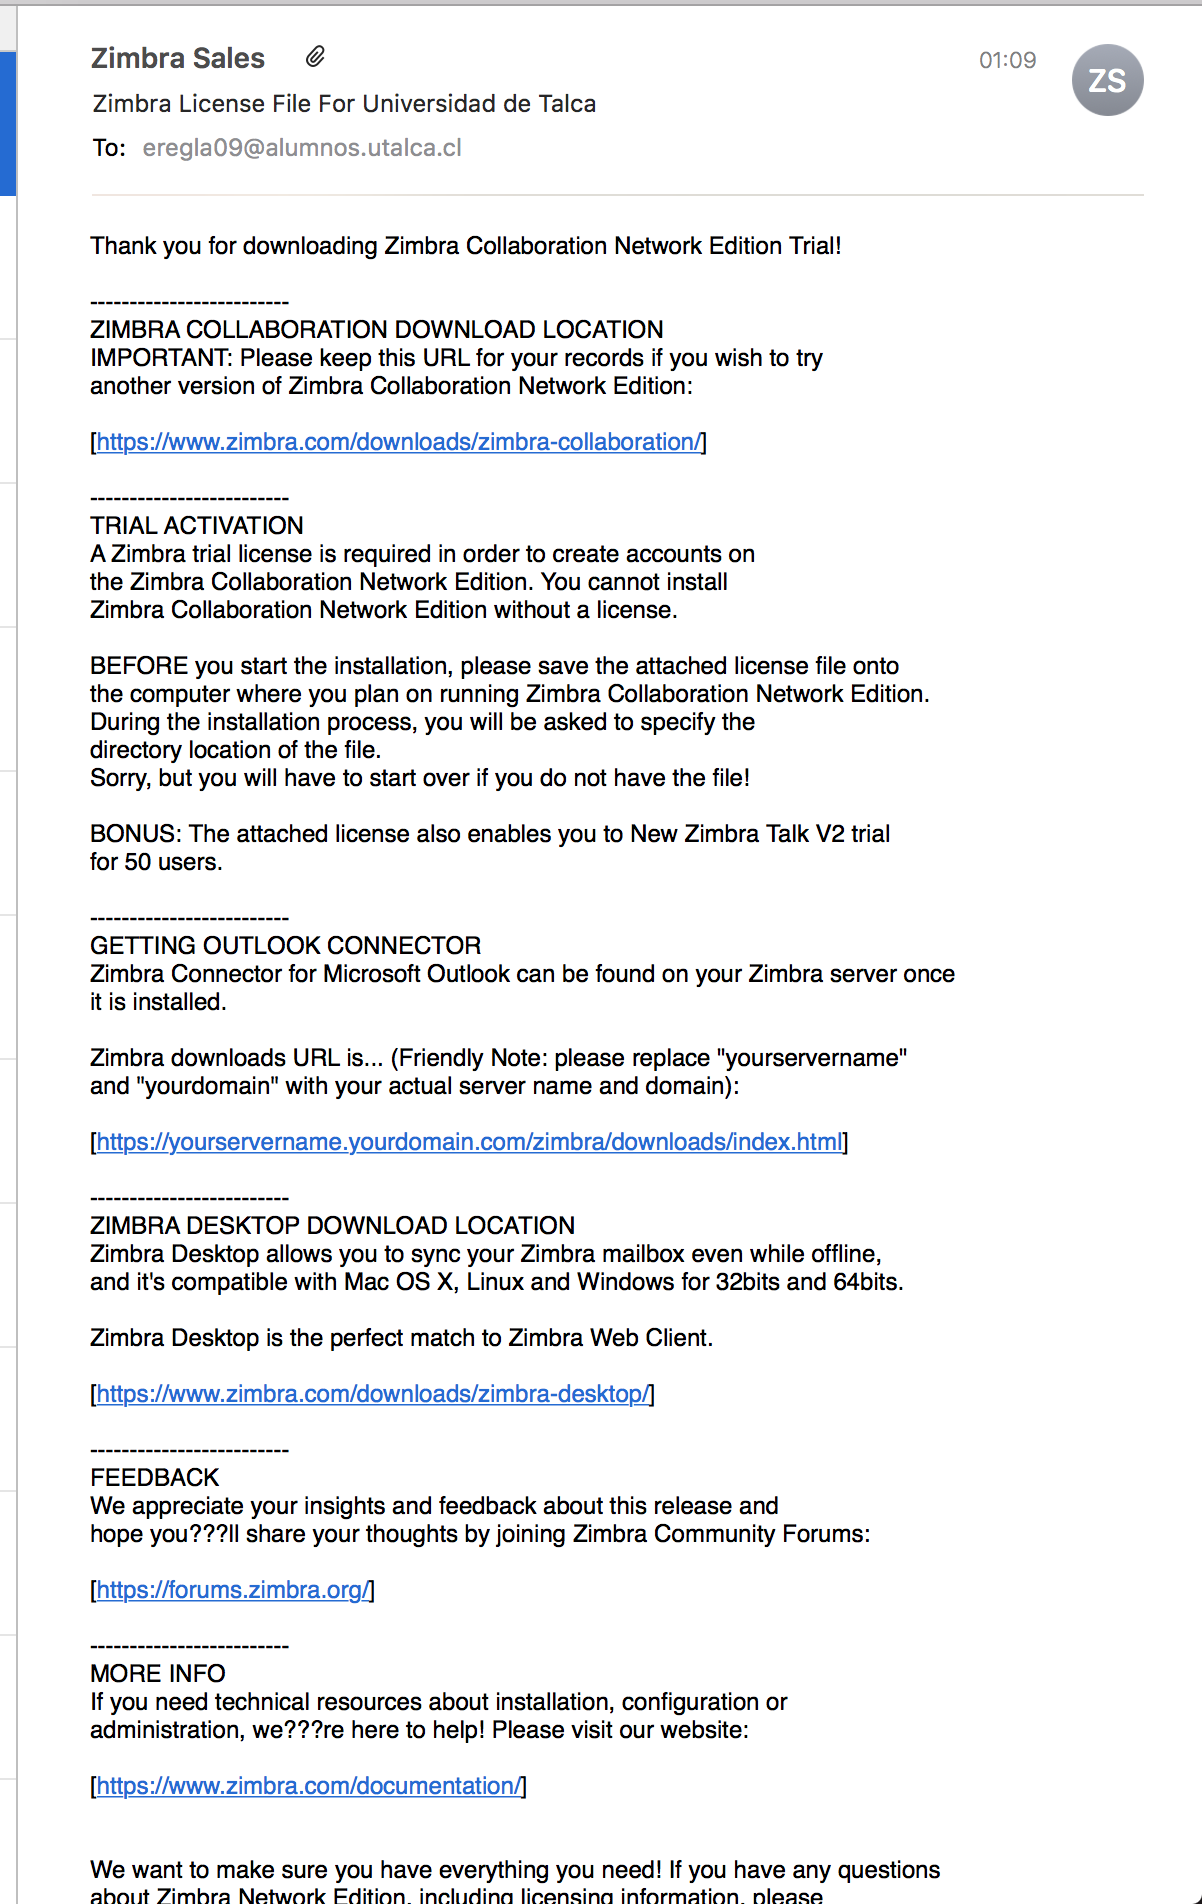 Zimbra Sales
01:09
ZS
Zimbra License File For Universidad de Talca
To: eregla09@alumnos.utalca.cl
Thank you for downloading Zimbra Collaboration Network Edition Trial!
-------------------------
ZIMBRA COLLABORATION DOWNLOAD LOCATION
IMPORTANT: Please keep this URL for your records if you wish to try
another version of Zimbra Collaboration Network Edition:
[https://www.zimbra.com/downloads/zimbra-collaboration/]
-------------------------
TRIAL ACTIVATION
A Zimbra trial license is required in order to create accounts on
the Zimbra Collaboration Network Edition. You cannot install
Zimbra Collaboration Network Edition without a license.
BEFORE you start the installation, please save the attached license file onto
the computer where you plan on running Zimbra Collaboration Network Edition.
During the installation process, you will be asked to specify the
directory location of the file.
Sorry, but you will have to start over if you do not have the file!
BONUS: The attached license also enables you to New Zimbra Talk V2 trial
for 50 users.
-------------------------
GETTING OUTLOOK CONNECTOR
Zimbra Connector for Microsoft Outlook can be found on your Zimbra server once
it is installed.
Zimbra downloads URL is... (Friendly Note: please replace "yourservername"
and "yourdomain" with your actual server name and domain):
[https://yourservername.yourdomain.com/zimbra/downloads/index.html]
-------------------------
ZIMBRA DESKTOP DOWNLOAD LOCATION
Zimbra Desktop allows you to sync your Zimbra mailbox even while offline,
and it's compatible with Mac OS X, Linux and Windows for 32bits and 64bits.
Zimbra Desktop is the perfect match to Zimbra Web Client.
[https://www.zimbra.com/downloads/zimbra-desktop/]
-------------------------
FEEDBACK
We appreciate your insights and feedback about this release and
hope you???ll share your thoughts by joining Zimbra Community Forums:
[https://forums.zimbra.org/]
-------------------------
MORE INFO
If you need technical resources about installation, configuration or
administration, we???re here to help! Please visit our website:
[https://www.zimbra.com/documentation/]
We want to make sure you have everything you need! If you have any questions
about Zimbra Network Edition, including licensing information, please